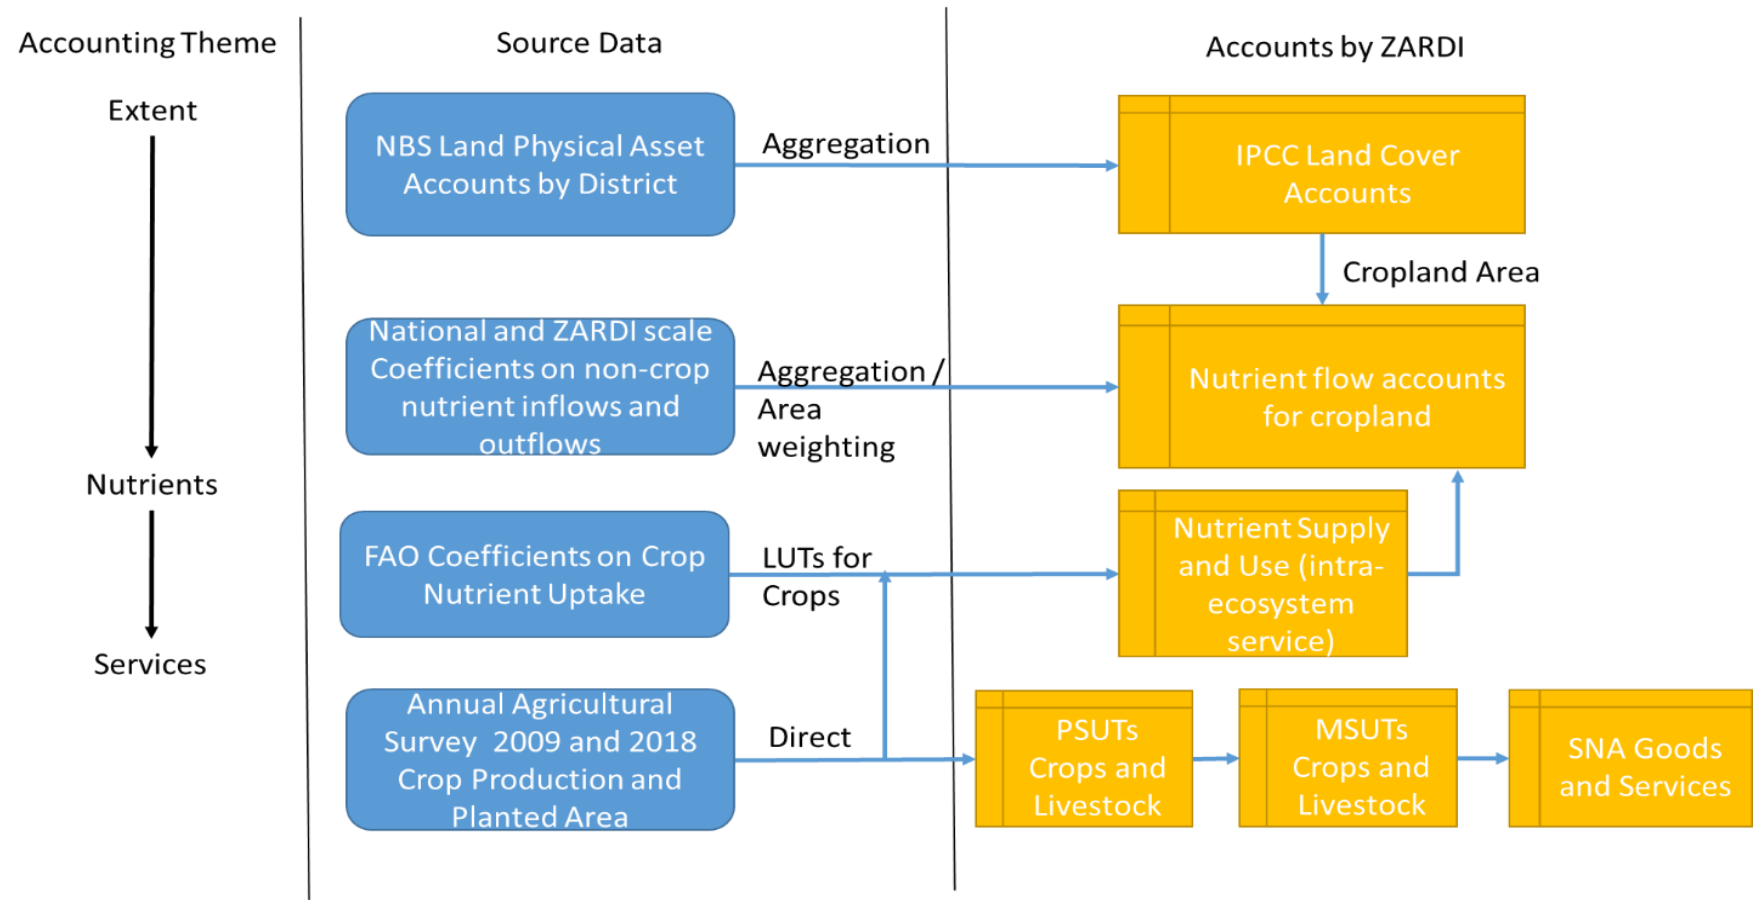 Accounting Theme
Source Data
Accounts by ZARDI
Extent
NBS Land Physical Asset
Accounts by District
Aggregation
IPCC Land Cover
Accounts
Cropland Area
National and ZARDI scale
Coefficients on non-crop
nutrient inflows and
outflows
Aggregation /
Area
weighting
Nutrient flow accounts
for cropland
Nutrients
FAO Coefficients on Crop
Nutrient Uptake
LUTs for
Crops
Nutrient Supply
and Use (intra-
ecosystem
service)
Services
Annual Agricultural
Survey 2009 and 2018
Crop Production and
Planted Area
Direct
PSUTs
Crops and
Livestock
MSUTs
Crops and
Livestock
SNA Goods
and Services